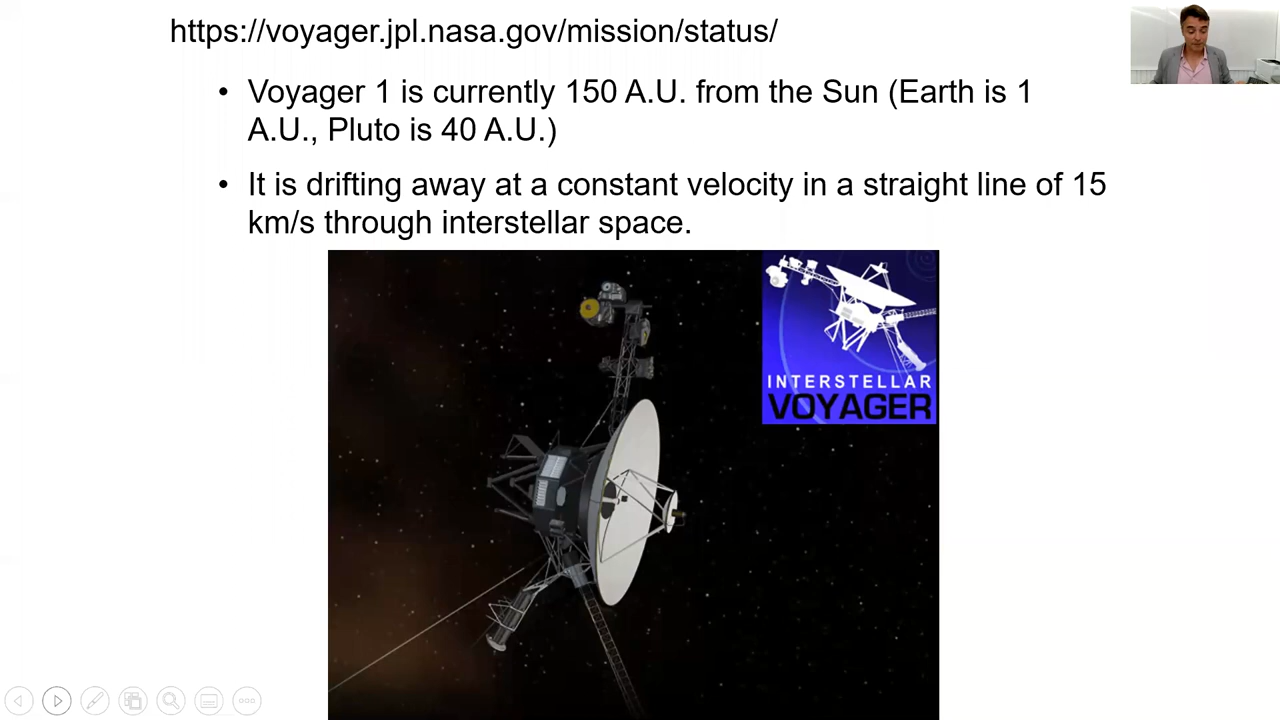 https://voyager.jpl.nasa.gov/mission/status/
• Voyager 1 is currently 150 A.U. from the Sun (Earth is 1
A.U., Pluto is 40 A.U.)
• It is drifting away at a constant velocity in a straight line of 15
km/s through interstellar space.
INTERSTELLAR
VOYAGER